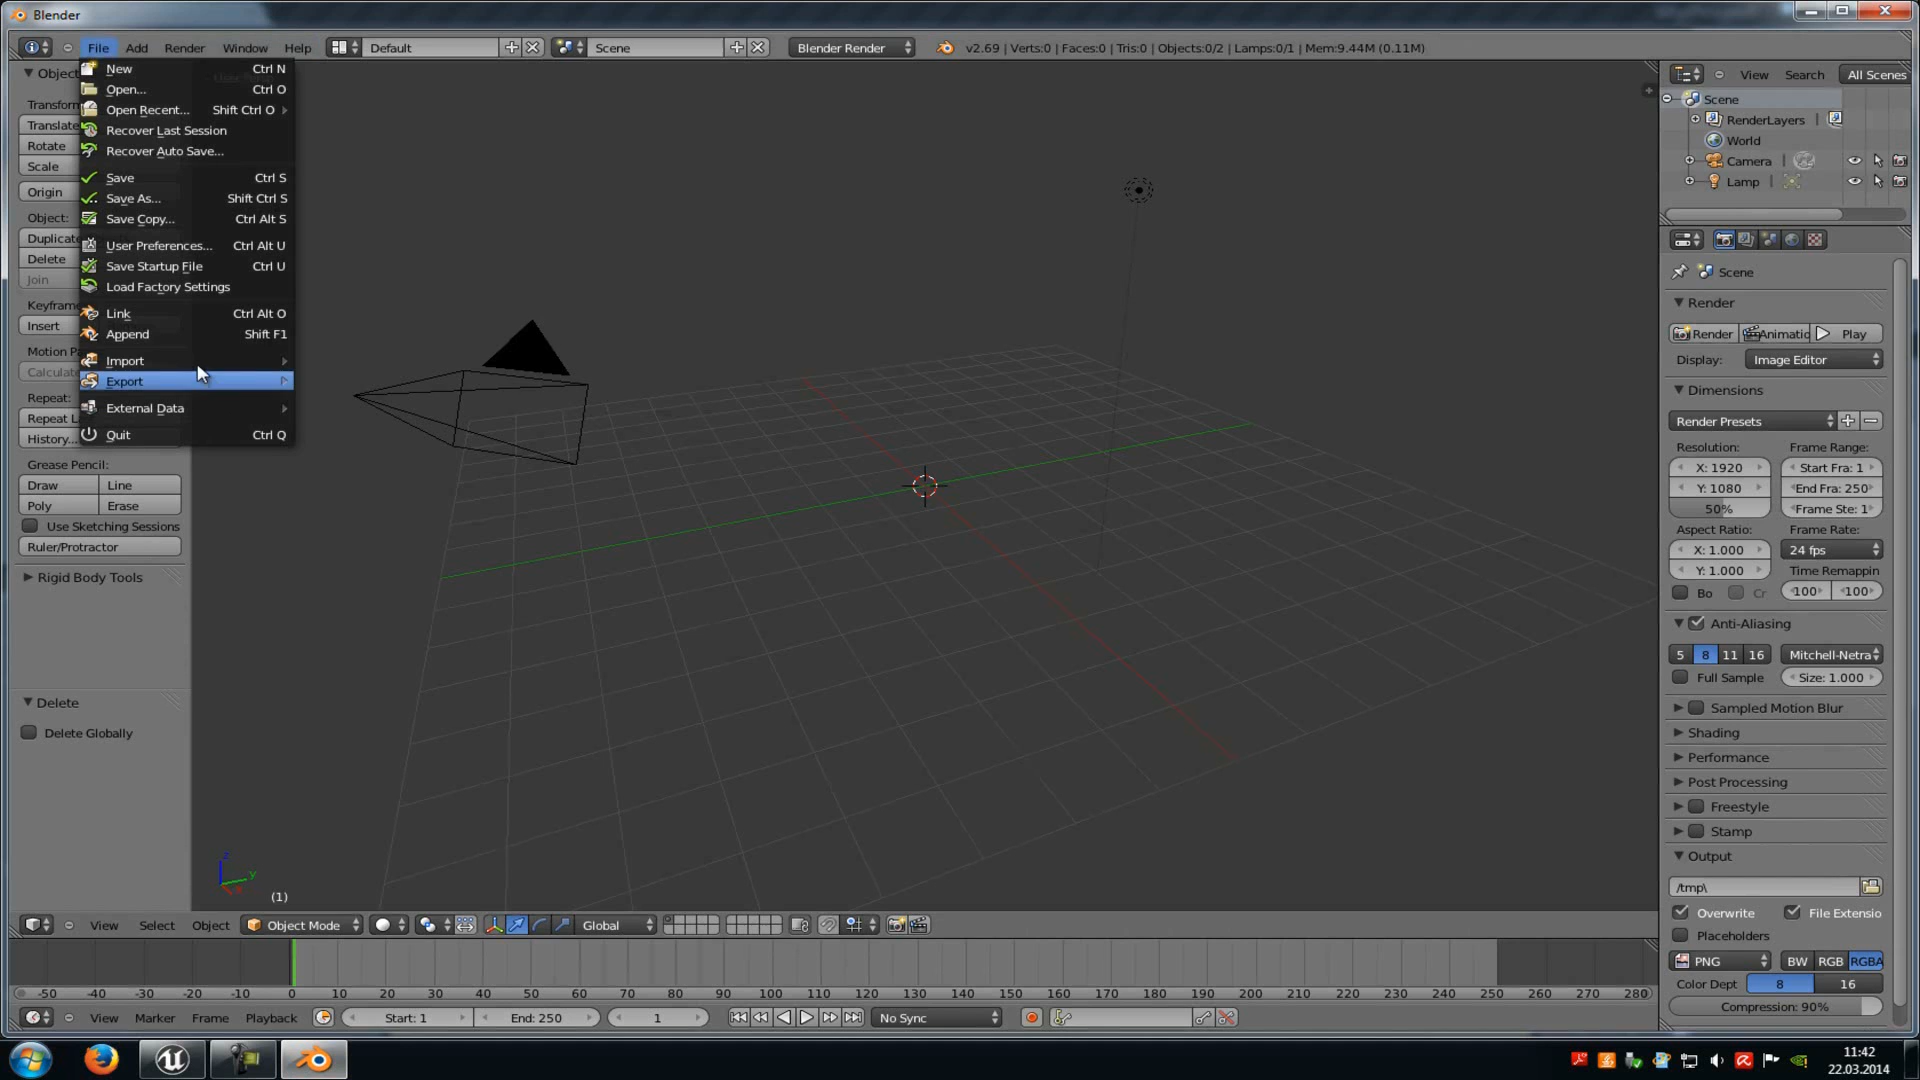 Blender
File Add Render Window Help Default Scene Blender Render v2.69 | Verts:0 | Faces:0 | Tris:0 | Objects:0/2 | Lamps:0/1 | Mem:9.44M (0.11M)
New Ctrl N
Open... Ctrl O
Open Recent... Shift Ctrl O
Recover Last Session
Recover Auto Save...
Save Ctrl S
Save As... Shift Ctrl S
Save Copy... Ctrl Alt S
User Preferences... Ctrl Alt U
Save Startup File Ctrl U
Load Factory Settings
Link Ctrl Alt O
Append Shift F1
Import
Export
External Data
Quit Ctrl Q
Object
Transform
Translate
Rotate
Scale
Origin
Object:
Duplicate
Delete
Join
Keyframe
Insert
Motion Pa
Calculate
Repeat:
Repeat L
History...
Grease Pencil:
Draw Line
Poly Erase
Use Sketching Sessions
Ruler/Protractor
Rigid Body Tools
Delete
Delete Globally
z
y
(1)
View Select Object Object Mode Global
-50 -40 -30 -20 -10 0 10 20 30 40 50 60 70 80 90 100 110 120 130 140 150 160 170 180 190 200 210 220 230 240 250 260 270 280
View Marker Frame Playback Start: 1 End: 250 1 No Sync
View Search All Scenes
Scene
RenderLayers |
World
Camera |
Lamp |
Scene
Render
Render Animatic Play
Display: Image Editor
Dimensions
Render Presets
Resolution: Frame Range:
X: 1920 Start Fra: 1
Y: 1080 End Fra: 250
50% Frame Ste: 1
Aspect Ratio: Frame Rate:
X: 1.000 24 fps
Y: 1.000 Time Remappin
Bo Cr 100 100
Anti-Aliasing
5 8 11 16 Mitchell-Netra
Full Sample Size: 1.000
Sampled Motion Blur
Shading
Performance
Post Processing
Freestyle
Stamp
Output
/tmp\
Overwrite File Extensio
Placeholders
PNG BW RGB RGBA
Color Dept 8 16
Compression: 90%
11:42
22.03.2014